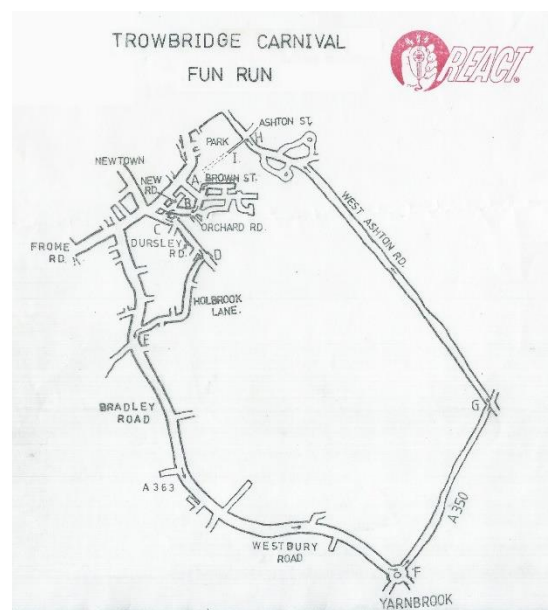 TROWBRIDGE CARNIVAL
FUN RUN
REACT.
ASHTON ST.
H
PARK
I.
NEWTOWN
A
NEW
RD.
BROWN ST.
B
ORCHARD RD.
C
FROME
RD.
DURSLEY
RD.
D
WEST ASHTON RD.
HOLBROOK
LANE.
E
BRADLEY
ROAD
G
A363
A350
WESTBURY
ROAD
F
YARNBROOK